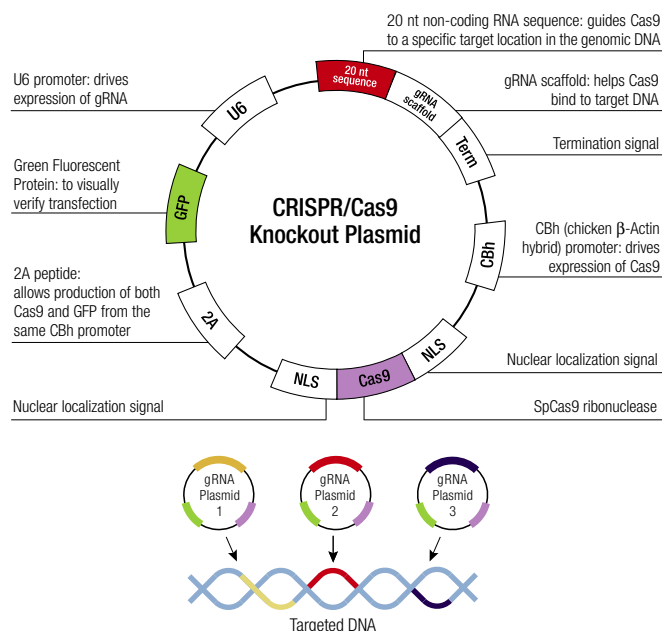 20 nt non-coding RNA sequence: guides Cas9
to a specific target location in the genomic DNA
U6 promoter: drives
expression of gRNA
20 nt
sequence
gRNA
scaffold
gRNA scaffold: helps Cas9
bind to target DNA
U6
Term
Termination signal
Green Fluorescent
Protein: to visually
verify transfection
GFP
CRISPR/Cas9
Knockout Plasmid
CBh
CBh (chicken β-Actin
hybrid) promoter: drives
expression of Cas9
2A peptide:
allows production of both
Cas9 and GFP from the
same CBh promoter
2A
NLS
Cas9
NLS
Nuclear localization signal
Nuclear localization signal
SpCas9 ribonuclease
gRNA
Plasmid
1
gRNA
Plasmid
2
gRNA
Plasmid
3
Targeted DNA